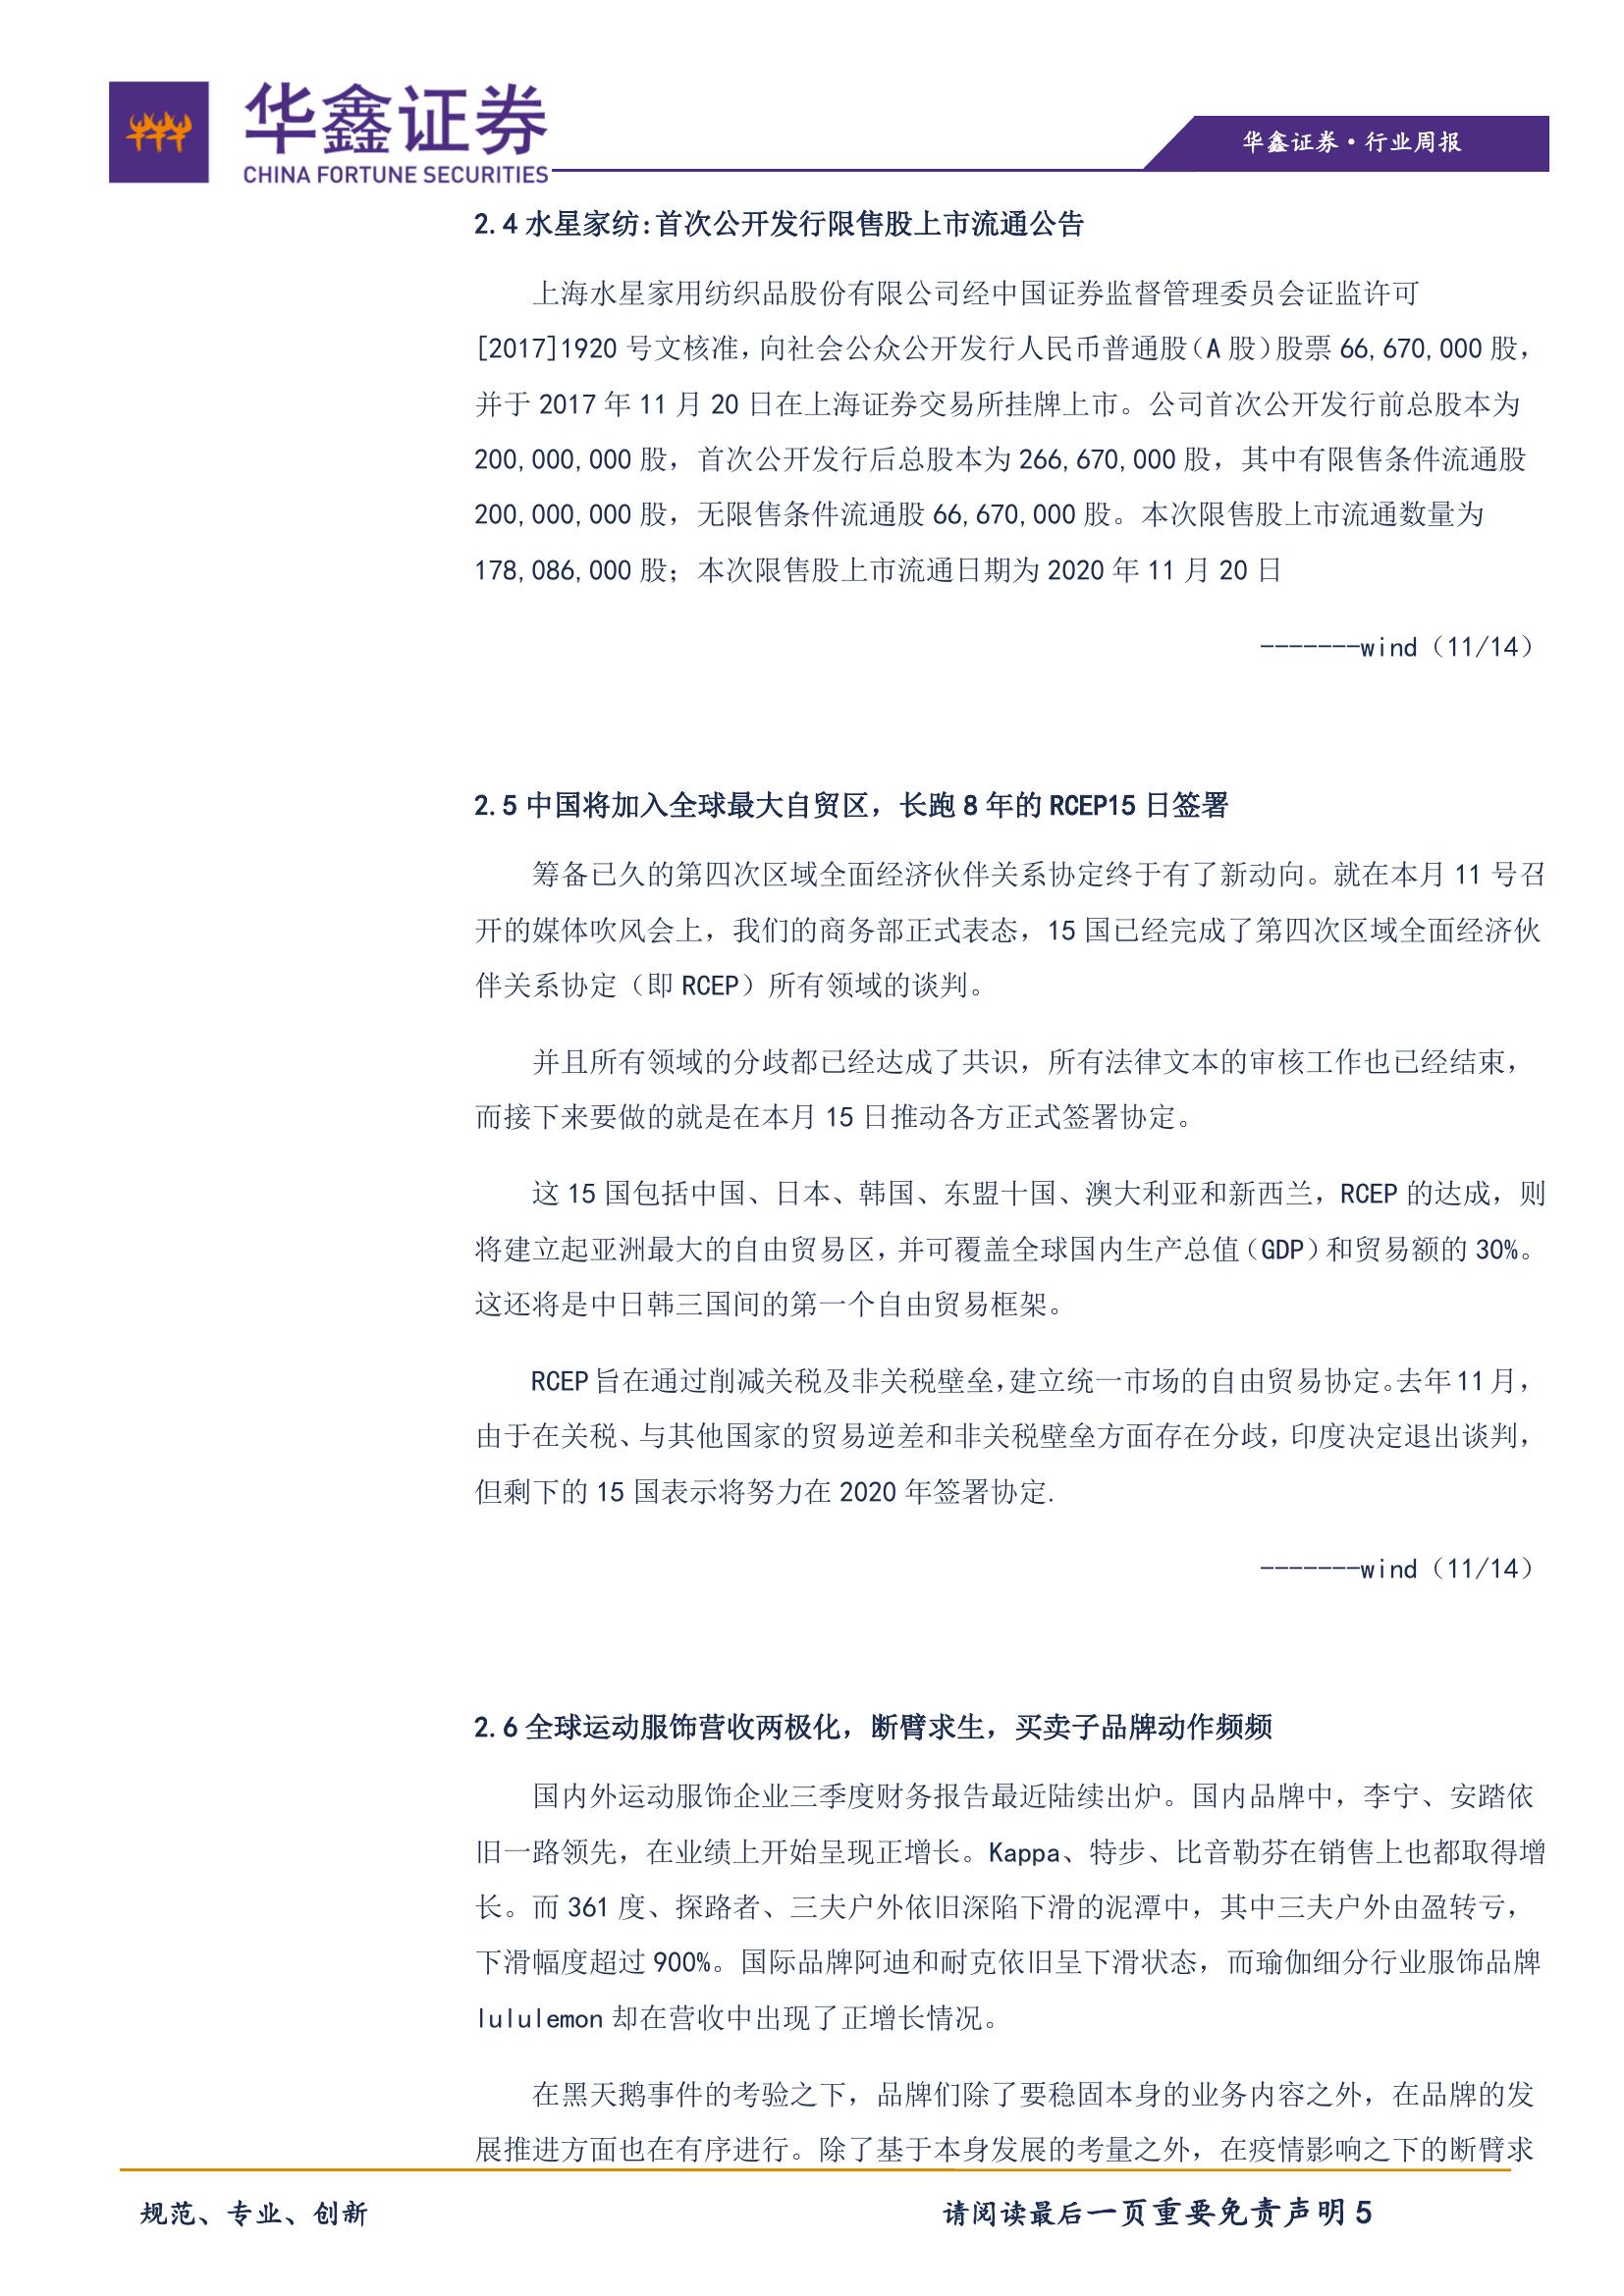 华鑫证券
CHINA FORTUNE SECURITIES
华鑫证券·行业周报
2.4 水星家纺:首次公开发行限售股上市流通公告
上海水星家用纺织品股份有限公司经中国证券监督管理委员会证监许可
[2017]1920 号文核准，向社会公众公开发行人民币普通股（A 股）股票 66,670,000 股，
并于 2017 年 11 月 20 日在上海证券交易所挂牌上市。公司首次公开发行前总股本为
200,000,000 股，首次公开发行后总股本为 266,670,000 股，其中有限售条件流通股
200,000,000 股，无限售条件流通股 66,670,000 股。本次限售股上市流通数量为
178,086,000 股；本次限售股上市流通日期为 2020 年 11 月 20 日
-------wind（11/14）
2.5 中国将加入全球最大自贸区，长跑 8 年的 RCEP15 日签署
筹备已久的第四次区域全面经济伙伴关系协定终于有了新动向。就在本月 11 号召
开的媒体吹风会上，我们的商务部正式表态，15 国已经完成了第四次区域全面经济伙
伴关系协定（即 RCEP）所有领域的谈判。
并且所有领域的分歧都已经达成了共识，所有法律文本的审核工作也已经结束，
而接下来要做的就是在本月 15 日推动各方正式签署协定。
这 15 国包括中国、日本、韩国、东盟十国、澳大利亚和新西兰，RCEP 的达成，则
将建立起亚洲最大的自由贸易区，并可覆盖全球国内生产总值（GDP）和贸易额的 30%。
这还将是中日韩三国间的第一个自由贸易框架。
RCEP 旨在通过削减关税及非关税壁垒，建立统一市场的自由贸易协定。去年 11 月，
由于在关税、与其他国家的贸易逆差和非关税壁垒方面存在分歧，印度决定退出谈判，
但剩下的 15 国表示将努力在 2020 年签署协定.
-------wind（11/14）
2.6 全球运动服饰营收两极化，断臂求生，买卖子品牌动作频频
国内外运动服饰企业三季度财务报告最近陆续出炉。国内品牌中，李宁、安踏依
旧一路领先，在业绩上开始呈现正增长。Kappa、特步、比音勒芬在销售上也都取得增
长。而 361 度、探路者、三夫户外依旧深陷下滑的泥潭中，其中三夫户外由盈转亏，
下滑幅度超过 900%。国际品牌阿迪和耐克依旧呈下滑状态，而瑜伽细分行业服饰品牌
lululemon 却在营收中出现了正增长情况。
在黑天鹅事件的考验之下，品牌们除了要稳固本身的业务内容之外，在品牌的发
展推进方面也在有序进行。除了基于本身发展的考量之外，在疫情影响之下的断臂求
规范、专业、创新
请阅读最后一页重要免责声明 5